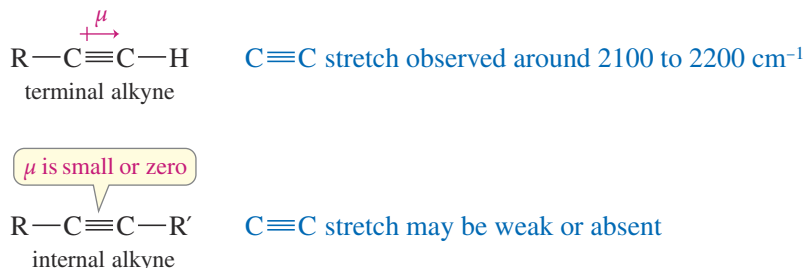 μ
R—C≡C—H C≡C stretch observed around 2100 to 2200 cm⁻¹
terminal alkyne
μ is small or zero
R—C≡C—R′ C≡C stretch may be weak or absent
internal alkyne